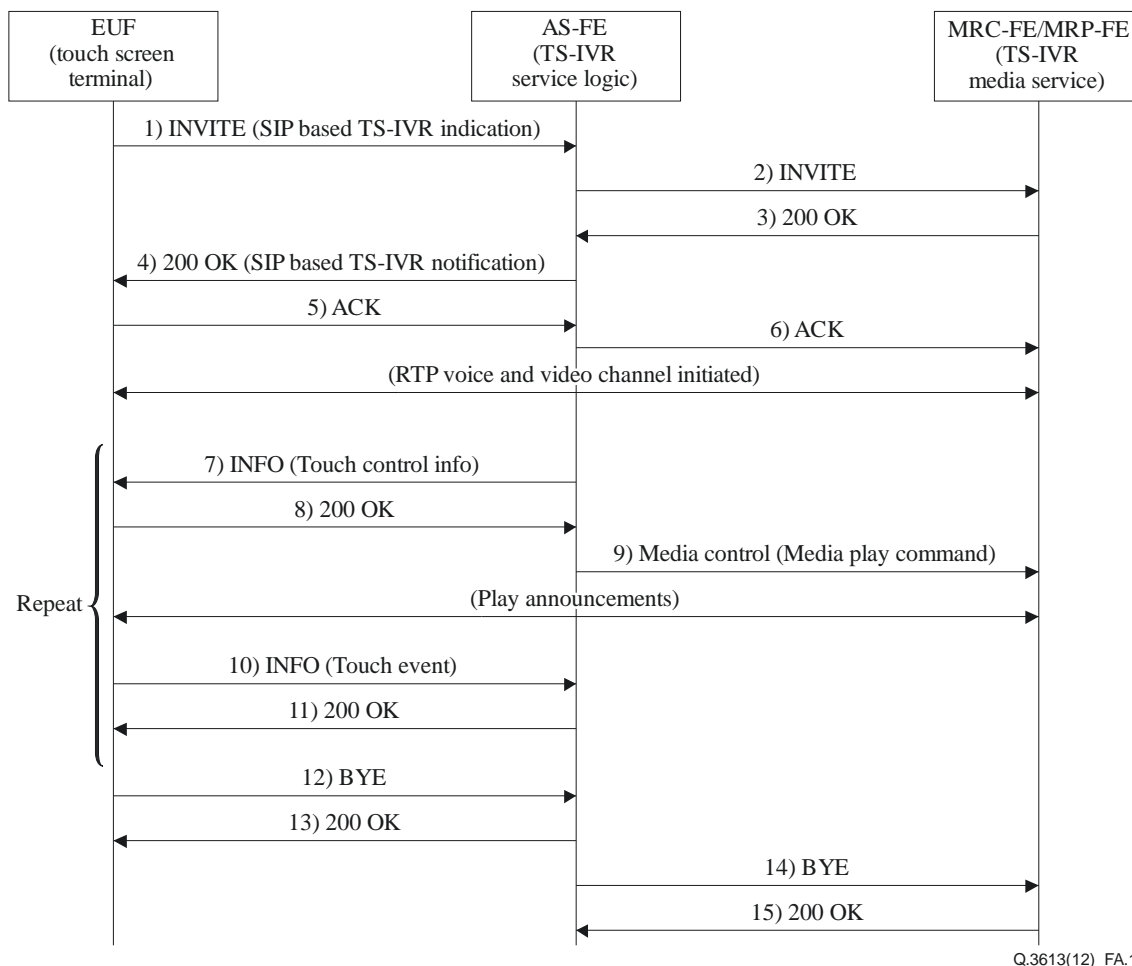 EUF
(touch screen
terminal)
AS-FE
(TS-IVR
service logic)
MRC-FE/MRP-FE
(TS-IVR
media service)
1) INVITE (SIP based TS-IVR indication)
2) INVITE
3) 200 OK
4) 200 OK (SIP based TS-IVR notification)
5) ACK
6) ACK
(RTP voice and video channel initiated)
7) INFO (Touch control info)
8) 200 OK
9) Media control (Media play command)
Repeat
(Play announcements)
10) INFO (Touch event)
11) 200 OK
12) BYE
13) 200 OK
14) BYE
15) 200 OK
Q.3613(12)_FA.1